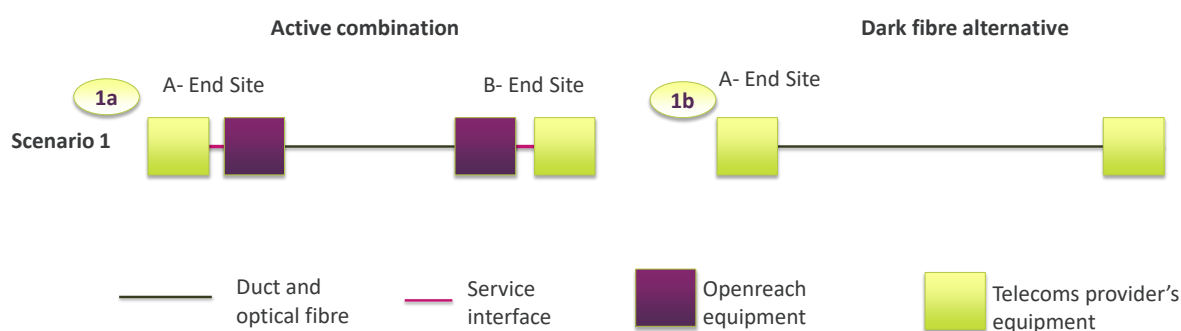 Active combination
Dark fibre alternative
1a
A- End Site
B- End Site
1b
A- End Site
Scenario 1
Duct and
optical fibre
Service
interface
Openreach
equipment
Telecoms provider's
equipment